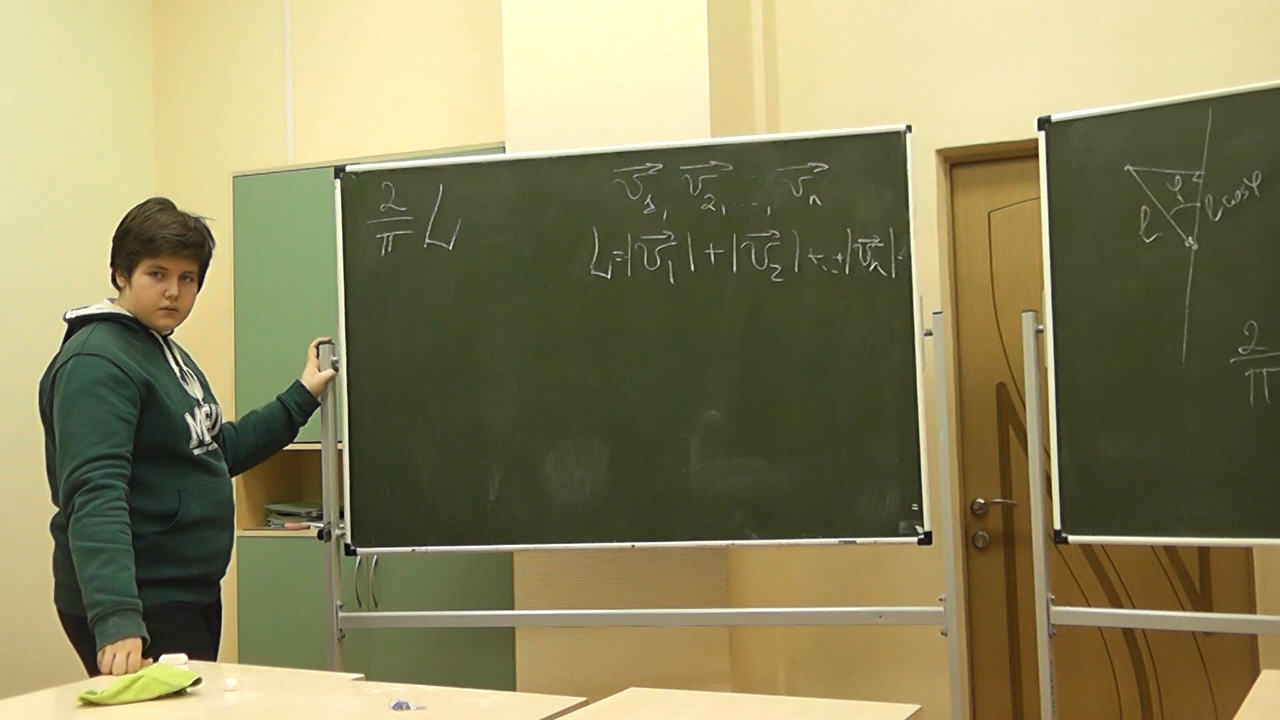 2/π L
v⃗₁, v⃗₂, ..., v⃗ₙ
L=|v⃗₁|+|v⃗₂|+...+|v⃗ₙ|
φ
ℓ
ℓ cos φ
2/π